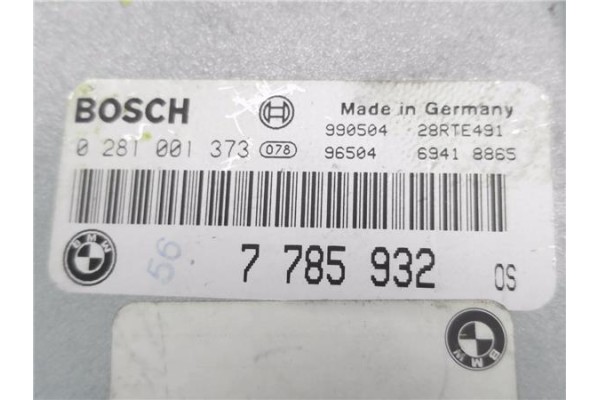 BOSCH
Made in Germany
990504 28RTE491
0 281 001 373 078
96504 6941 8865
BMW
56
7 785 932 OS
BMW